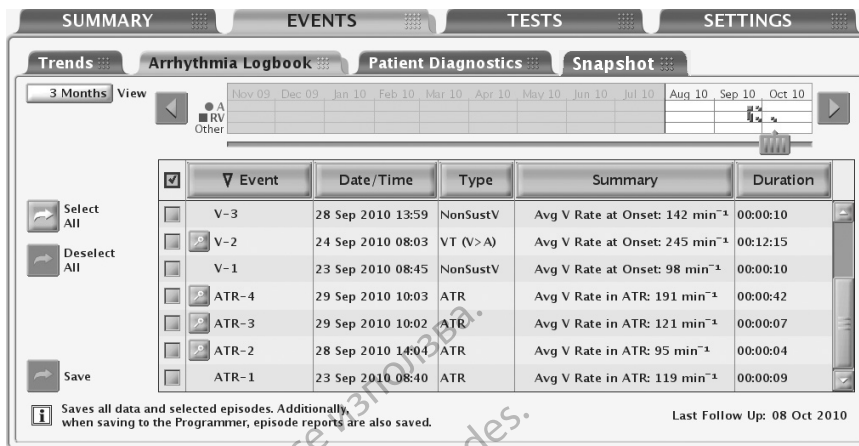 SUMMARY EVENTS TESTS SETTINGS
Trends Arrhythmia Logbook Patient Diagnostics Snapshot
3 Months View
Nov 09 Dec 09 Jan 10 Feb 10 Mar 10 Apr 10 May 10 Jun 10 Jul 10 Aug 10 Sep 10 Oct 10
A
RV
Other
Event Date/Time Type Summary Duration
Select All
V-3 28 Sep 2010 13:59 NonSustV Avg V Rate at Onset: 142 min⁻¹ 00:00:10
V-2 24 Sep 2010 08:03 VT (V>A) Avg V Rate at Onset: 245 min⁻¹ 00:12:15
Deselect All
V-1 23 Sep 2010 08:45 NonSustV Avg V Rate at Onset: 98 min⁻¹ 00:00:10
ATR-4 29 Sep 2010 10:03 ATR Avg V Rate in ATR: 191 min⁻¹ 00:00:42
ATR-3 29 Sep 2010 10:02 ATR Avg V Rate in ATR: 121 min⁻¹ 00:00:07
ATR-2 28 Sep 2010 14:04 ATR Avg V Rate in ATR: 95 min⁻¹ 00:00:04
Save
ATR-1 23 Sep 2010 08:40 ATR Avg V Rate in ATR: 119 min⁻¹ 00:00:09
i Saves all data and selected episodes. Additionally,
when saving to the Programmer, episode reports are also saved.
Last Follow Up: 08 Oct 2010
се използва.